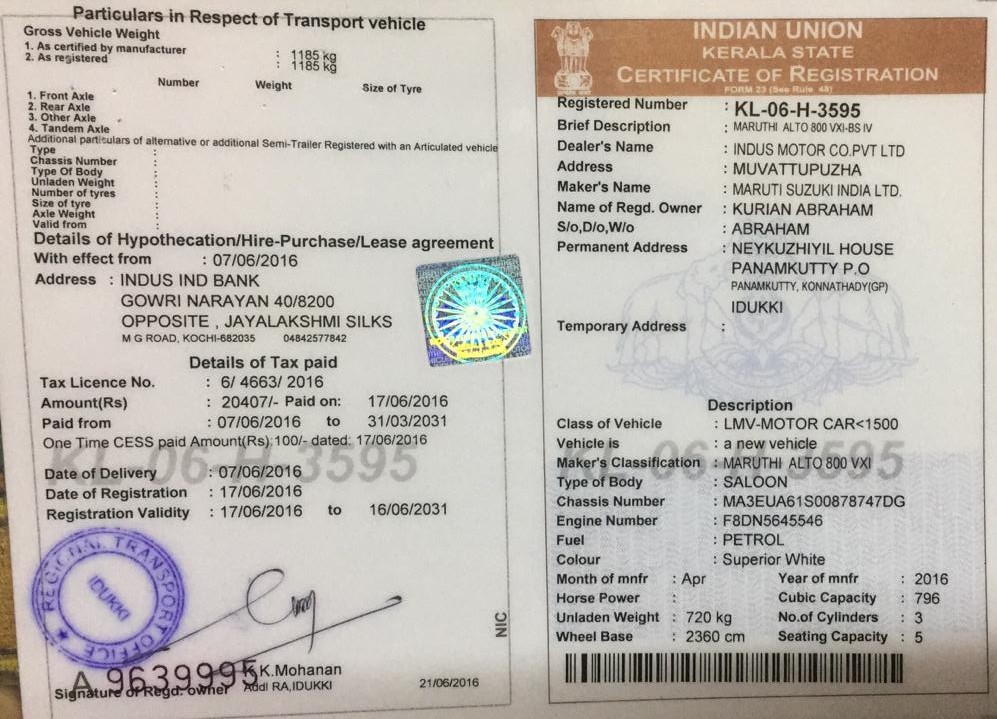 Particulars in Respect of Transport vehicle
Gross Vehicle Weight
1. As certified by manufacturer : 1185 kg
2. As registered : 1185 kg
Number Weight Size of Tyre
1. Front Axle
2. Rear Axle
3. Other Axle
4. Tandem Axle
Additional particulars of alternative or additional Semi-Trailer Registered with an Articulated vehicle
Type :
Chassis Number :
Type Of Body :
Unladen Weight :
Number of tyres :
Size of tyre :
Axle Weight :
Valid from :
Details of Hypothecation/Hire-Purchase/Lease agreement
With effect from : 07/06/2016
Address : INDUS IND BANK
GOWRI NARAYAN 40/8200
OPPOSITE , JAYALAKSHMI SILKS
M G ROAD, KOCHI-682035 04842577842
Details of Tax paid
Tax Licence No. : 6/ 4663/ 2016
Amount(Rs) : 20407/- Paid on: 17/06/2016
Paid from : 07/06/2016 to 31/03/2031
One Time CESS paid Amount(Rs):100/- dated: 17/06/2016
KL-06-H-3595
Date of Delivery : 07/06/2016
Date of Registration : 17/06/2016
Registration Validity : 17/06/2016 to 16/06/2031
REGIONAL TRANSPORT OFFICE
IDUKKI
NIC
A 9639995
K.K.Mohanan
Signature of Regd. owner Addl RA,IDUKKI 21/06/2016
INDIAN UNION
KERALA STATE
CERTIFICATE OF REGISTRATION
FORM 23 (See Rule 48)
Registered Number : KL-06-H-3595
Brief Description : MARUTHI ALTO 800 VXI-BS IV
Dealer's Name : INDUS MOTOR CO.PVT LTD
Address : MUVATTUPUZHA
Maker's Name : MARUTI SUZUKI INDIA LTD.
Name of Regd. Owner : KURIAN ABRAHAM
S/o,D/o,W/o : ABRAHAM
Permanent Address : NEYKUZHIYIL HOUSE
PANAMKUTTY P.O
PANAMKUTTY, KONNATHADY(GP)
IDUKKI
Temporary Address :
Description
Class of Vehicle : LMV-MOTOR CAR<1500
Vehicle is : a new vehicle
KL-06-H-3595
Maker's Classification : MARUTHI ALTO 800 VXI
Type of Body : SALOON
Chassis Number : MA3EUA61S00878747DG
Engine Number : F8DN5645546
Fuel : PETROL
Colour : Superior White
Month of mnfr : Apr Year of mnfr : 2016
Horse Power : Cubic Capacity : 796
Unladen Weight : 720 kg No.of Cylinders : 3
Wheel Base : 2360 cm Seating Capacity : 5